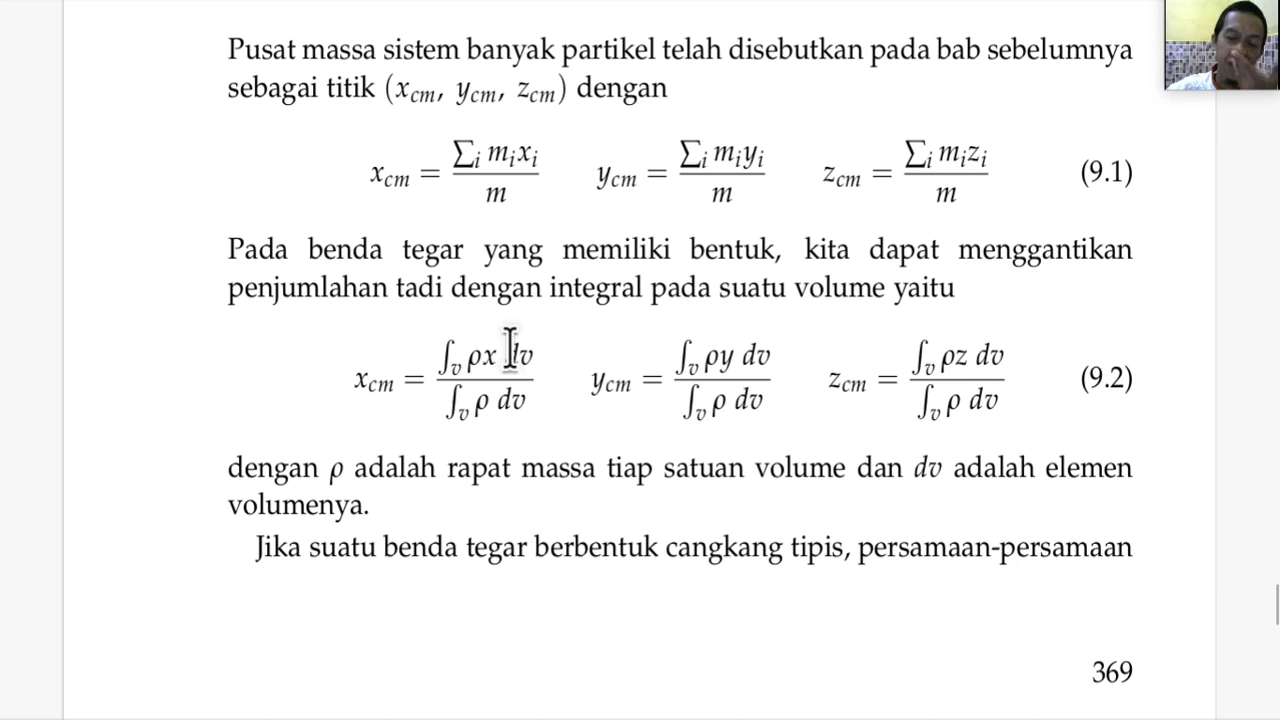 Pusat massa sistem banyak partikel telah disebutkan pada bab sebelumnya
sebagai titik (x_cm, y_cm, z_cm) dengan
x_cm = ∑_i m_i x_i / m    y_cm = ∑_i m_i y_i / m    z_cm = ∑_i m_i z_i / m    (9.1)
Pada benda tegar yang memiliki bentuk, kita dapat menggantikan
penjumlahan tadi dengan integral pada suatu volume yaitu
x_cm = ∫_v ρx dv / ∫_v ρ dv    y_cm = ∫_v ρy dv / ∫_v ρ dv    z_cm = ∫_v ρz dv / ∫_v ρ dv    (9.2)
dengan ρ adalah rapat massa tiap satuan volume dan dv adalah elemen
volumenya.
Jika suatu benda tegar berbentuk cangkang tipis, persamaan-persamaan
369